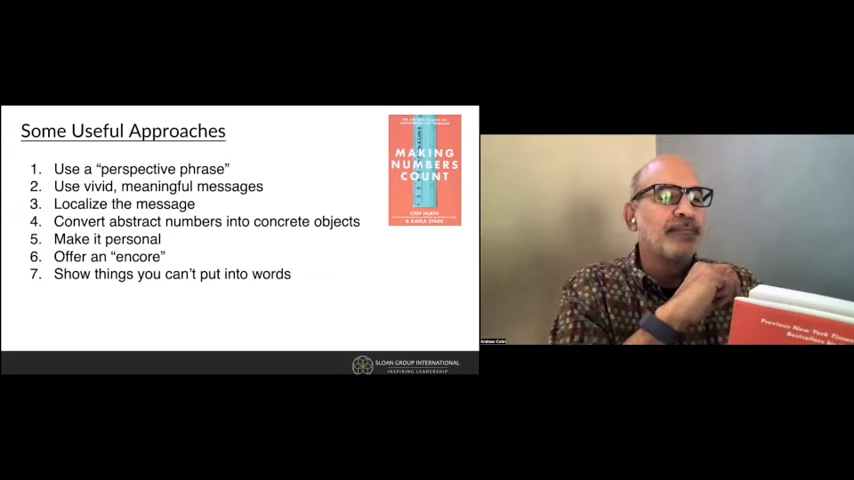 Some Useful Approaches
1. Use a “perspective phrase”
2. Use vivid, meaningful messages
3. Localize the message
4. Convert abstract numbers into concrete objects
5. Make it personal
6. Offer an “encore”
7. Show things you can’t put into words
MAKING
NUMBERS
COUNT
CHIP HEATH
& KARLA STARR
SLOAN GROUP INTERNATIONAL
INSPIRING LEADERSHIP
Andrew Cohn
Previous New York Times
Bestsellers